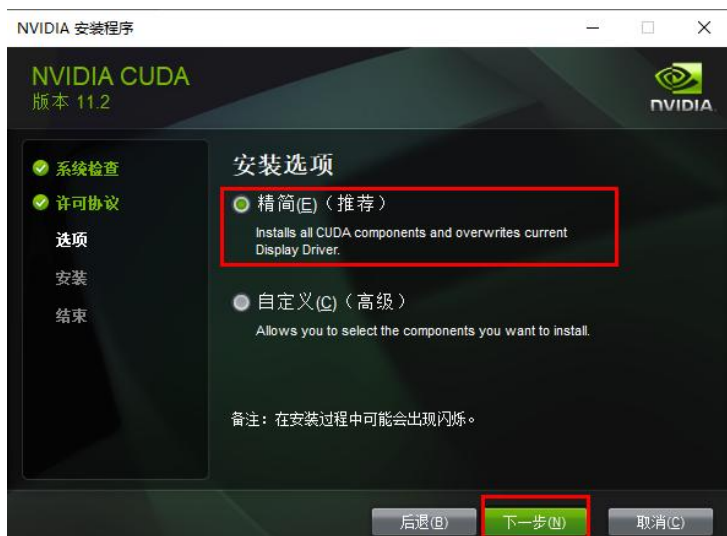 NVIDIA 安装程序
NVIDIA CUDA
版本 11.2
NVIDIA.
系统检查
许可协议
选项
安装
结束
安装选项
精简(E)（推荐）
Installs all CUDA components and overwrites current
Display Driver.
自定义(C)（高级）
Allows you to select the components you want to install.
备注：在安装过程中可能会出现闪烁。
后退(B)
下一步(N)
取消(C)